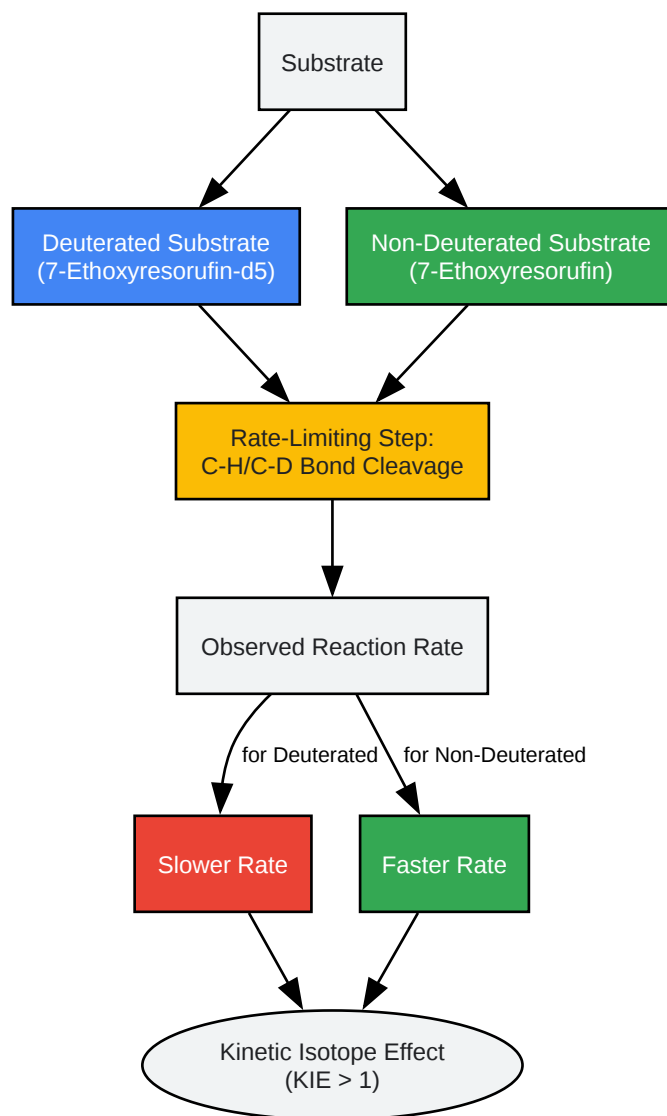 Substrate
Deuterated Substrate
(7-Ethoxyresorufin-d5)
Non-Deuterated Substrate
(7-Ethoxyresorufin)
Rate-Limiting Step:
C-H/C-D Bond Cleavage
Observed Reaction Rate
for Deuterated
for Non-Deuterated
Slower Rate
Faster Rate
Kinetic Isotope Effect
(KIE > 1)